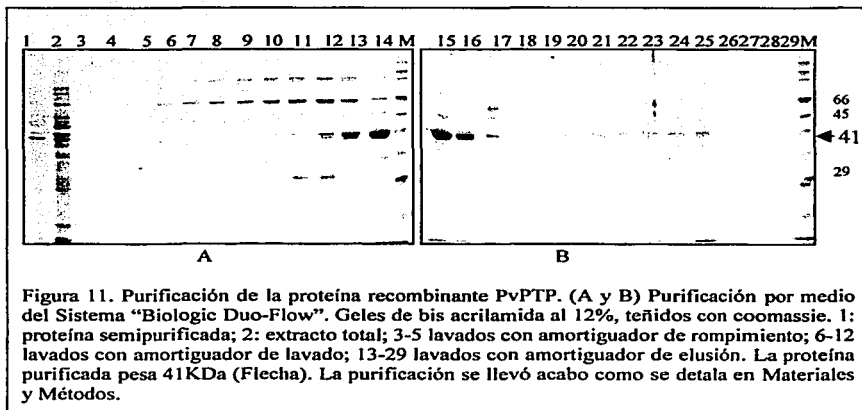 1 2 3 4 5 6 7 8 9 10 11 12 13 14 M 15 16 17 18 19 20 21 22 23 24 25 26 27 28 29 M
66
45
41
29
A B
Figura 11. Purificación de la proteína recombinante PvPTP. (A y B) Purificación por medio
del Sistema "Biologic Duo-Flow". Geles de bis acrilamida al 12%, teñidos con coomassie. 1:
proteína semipurificada; 2: extracto total; 3-5 lavados con amortiguador de rompimiento; 6-12
lavados con amortiguador de lavado; 13-29 lavados con amortiguador de elusión. La proteína
purificada pesa 41KDa (Flecha). La purificación se llevó acabo como se detala en Materiales
y Métodos.